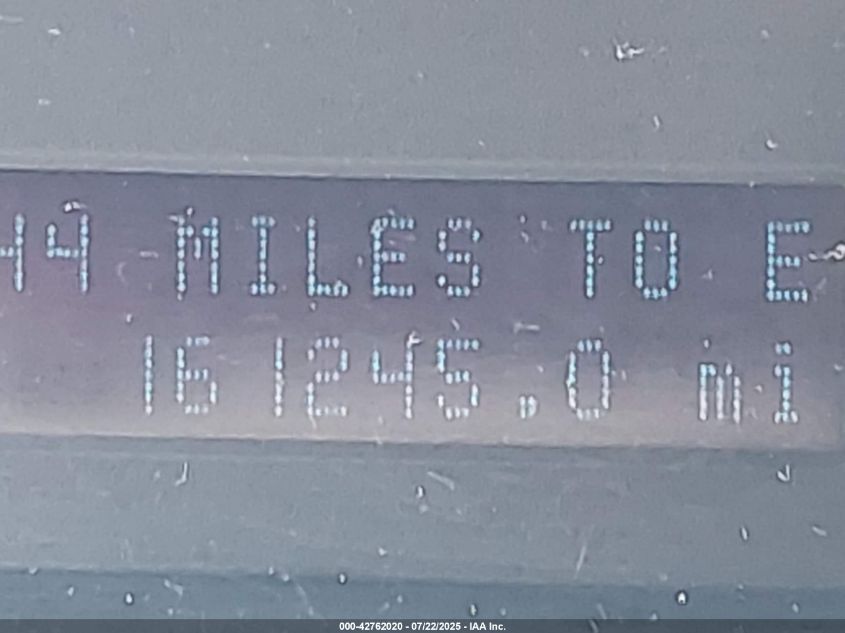 44 MILES TO E
161245.0 mi
000-42762020 - 07/22/2025 - IAA Inc.